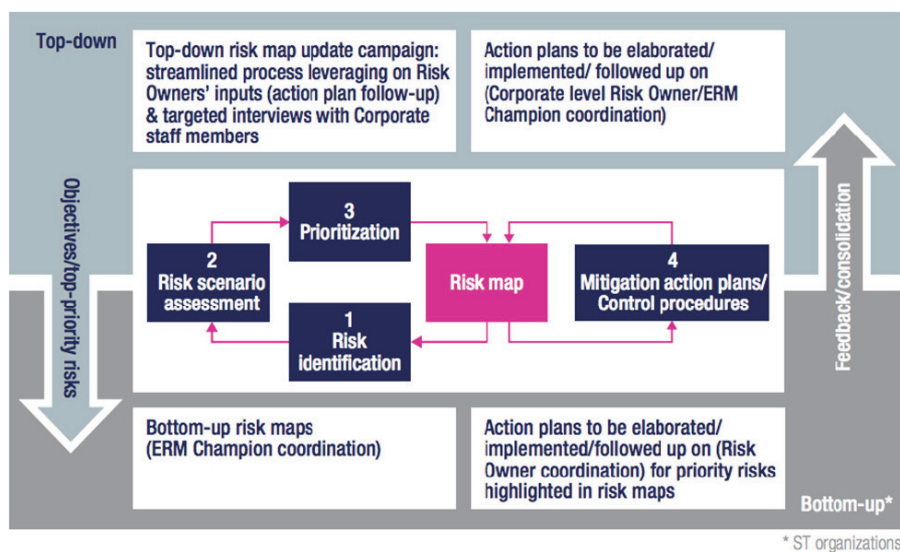 Top-down
Top-down risk map update campaign:
streamlined process leveraging on Risk
Owners' inputs (action plan follow-up)
& targeted interviews with Corporate
staff members
Action plans to be elaborated/
implemented/ followed up on
(Corporate level Risk Owner/ERM
Champion coordination)
Objectives/top-priority risks
3
Prioritization
2
Risk scenario
assessment
Risk map
4
Mitigation action plans/
Control procedures
1
Risk
identification
Feedback/consolidation
Bottom-up risk maps
(ERM Champion coordination)
Action plans to be elaborated/
implemented/followed up on (Risk
Owner coordination) for priority risks
highlighted in risk maps
Bottom-up*
* ST organizations